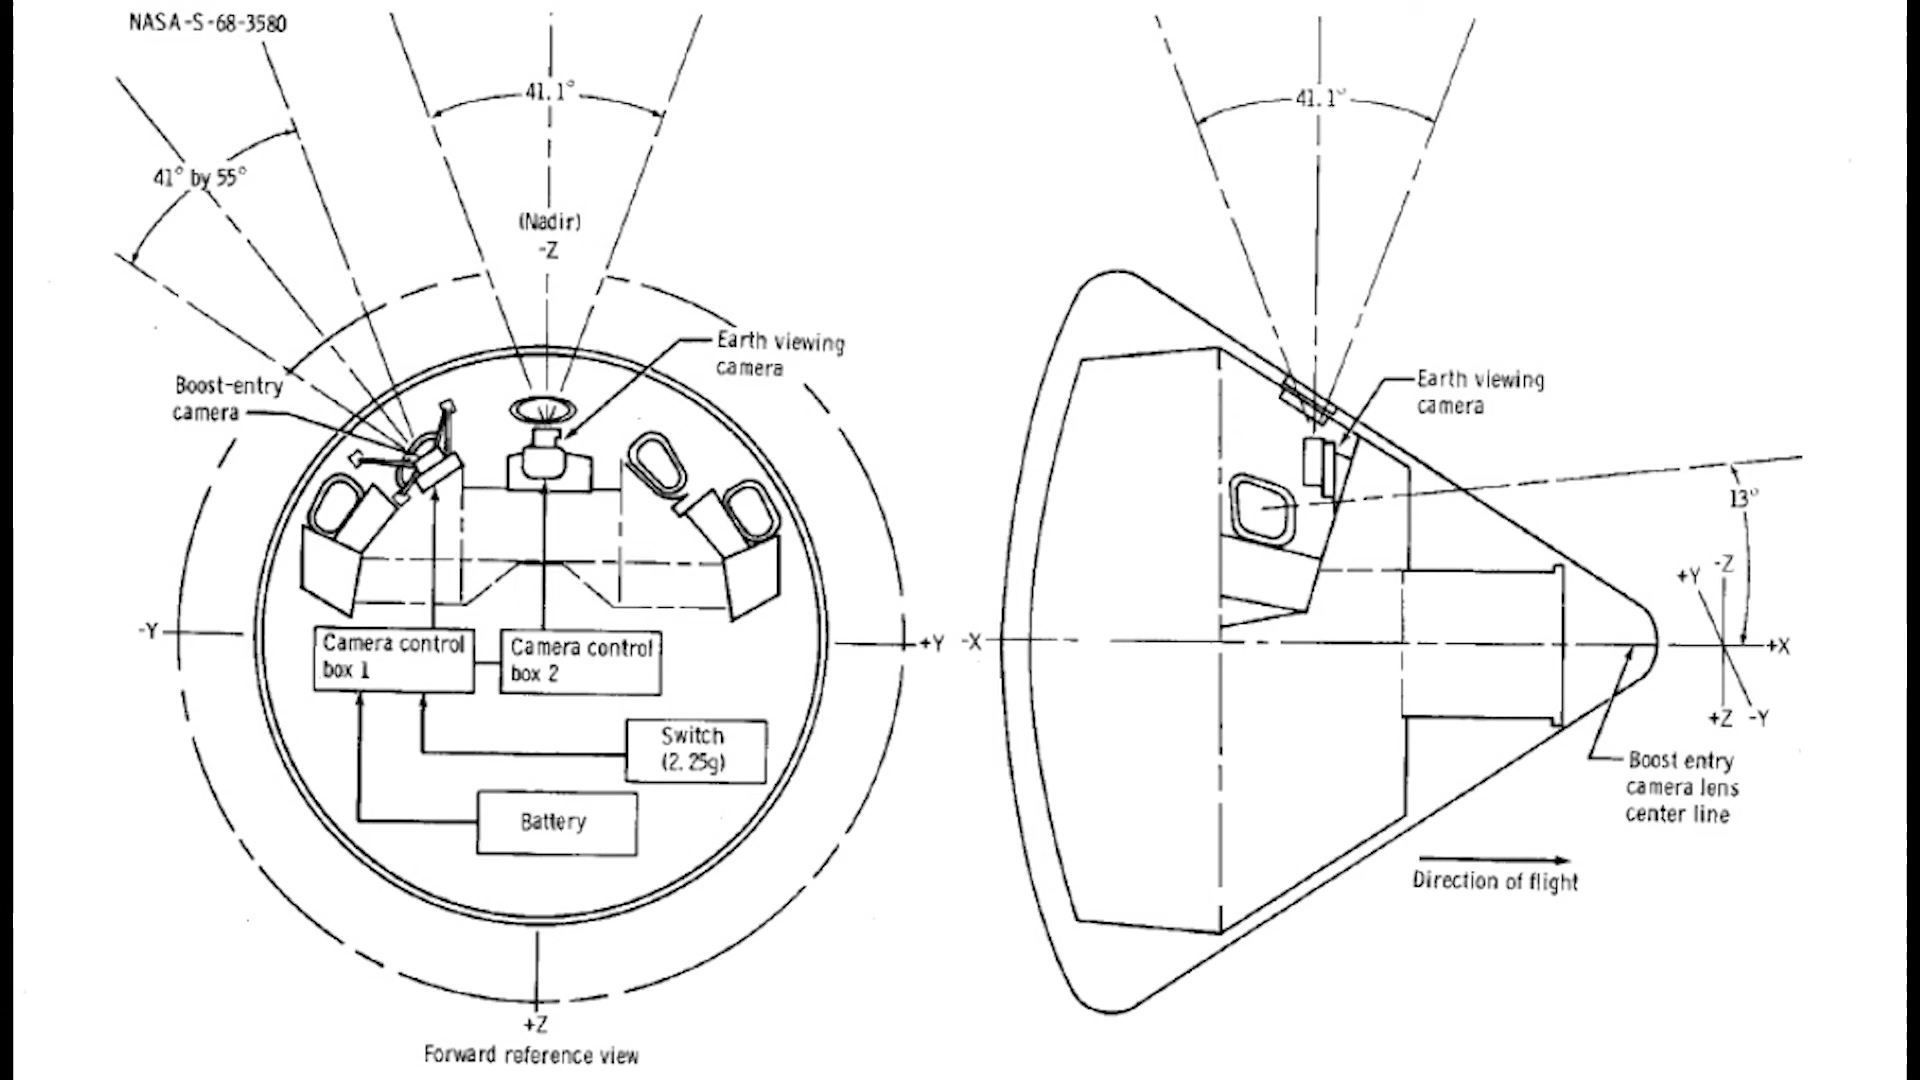 NASA-S-68-3580
41.1°
41° by 55°
(Nadir)
-Z
Earth viewing
camera
Boost-entry
camera
-Y
+Y
Camera control
box 1
Camera control
box 2
Switch
(2.25g)
Battery
+Z
Forward reference view
41.1°
Earth viewing
camera
13°
-Z
+Y
-X
+X
+Z
-Y
Boost entry
camera lens
center line
Direction of flight